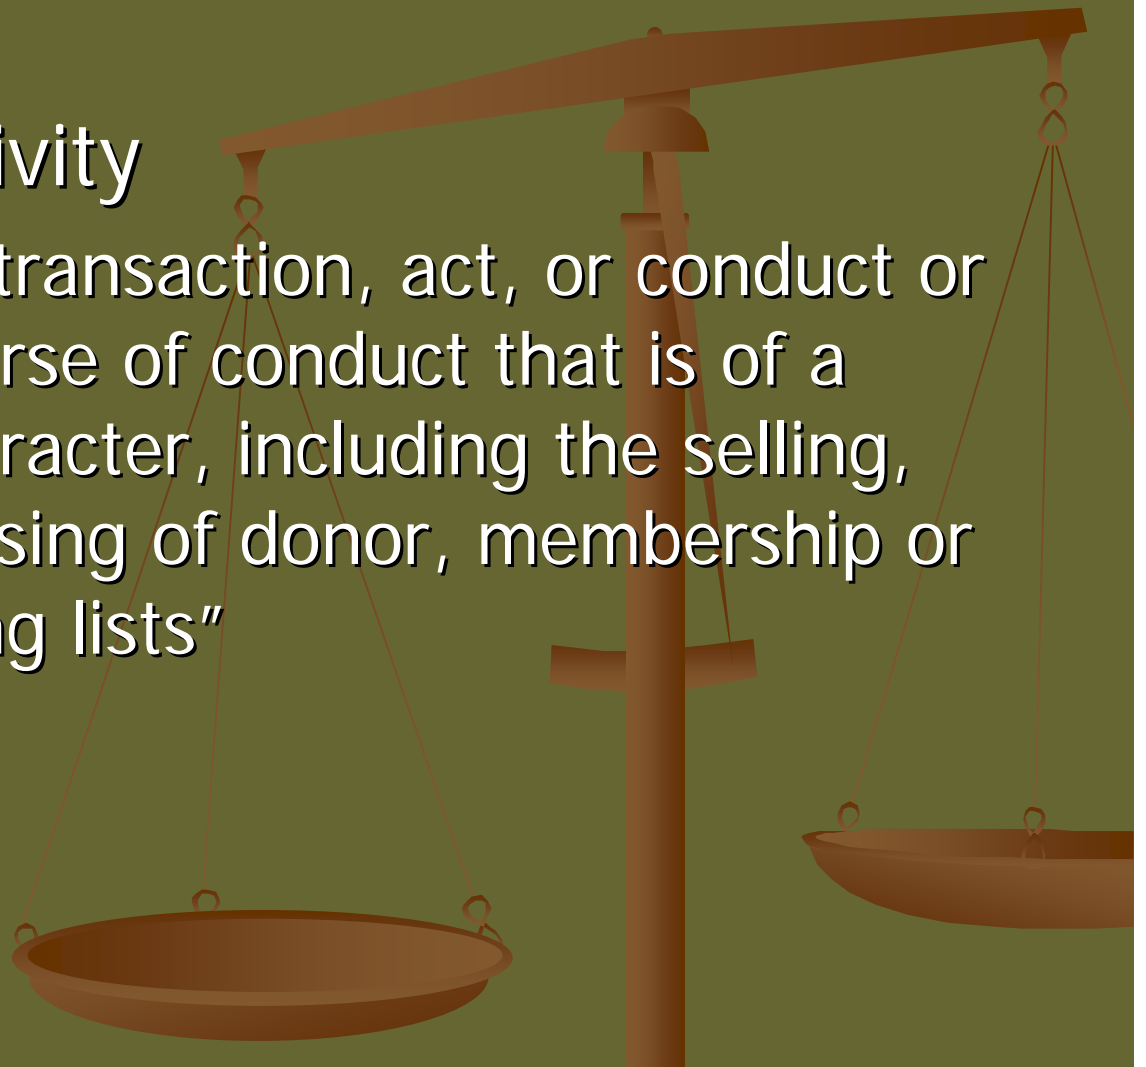 ivity
transaction, act, or conduct or
rse of conduct that is of a
racter, including the selling,
sing of donor, membership or
ng lists”